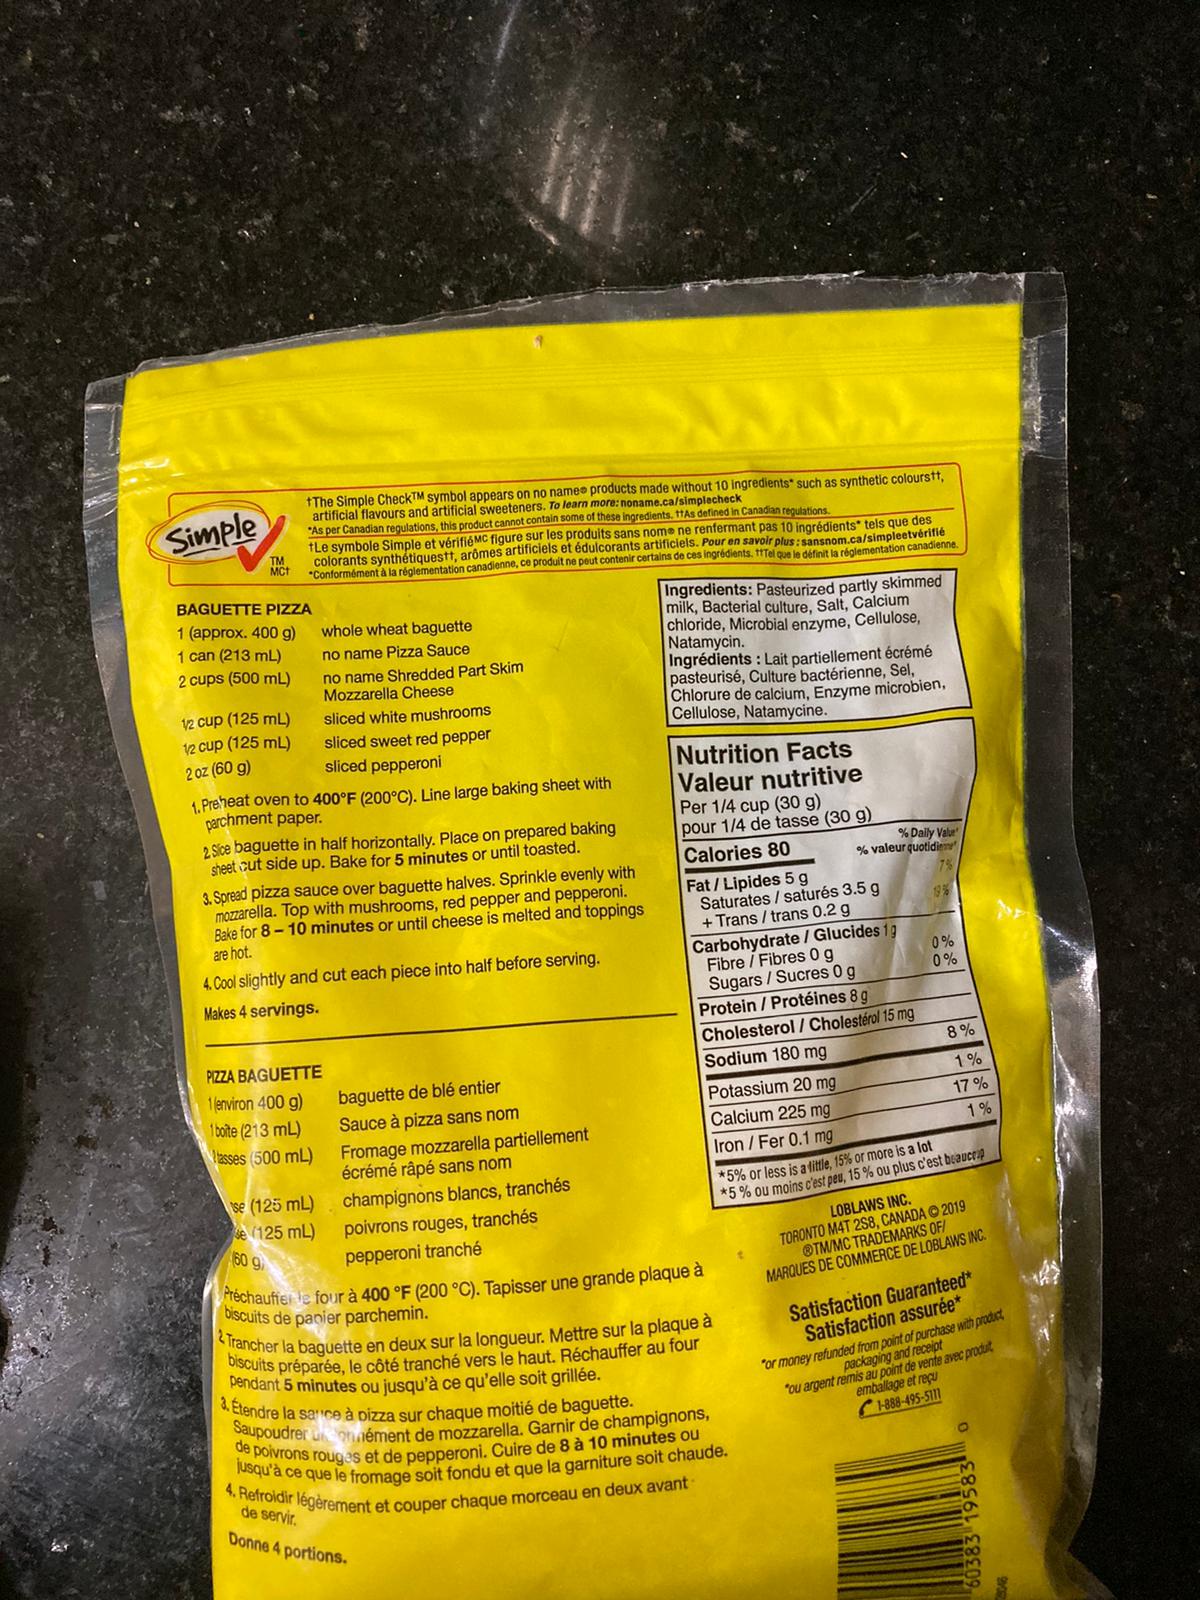 Simple
TM
MC†
†The Simple Check™ symbol appears on no name® products made without 10 ingredients* such as synthetic colours††,
artificial flavours and artificial sweeteners. To learn more: noname.ca/simplecheck
*As per Canadian regulations, this product cannot contain some of these ingredients. ††As defined in Canadian regulations.
†Le symbole Simple et vérifiéMC figure sur les produits sans nom® ne renfermant pas 10 ingrédients* tels que des
colorants synthétiques††, arômes artificiels et édulcorants artificiels. Pour en savoir plus : sansnom.ca/simpleetvérifié
*Conformément à la réglementation canadienne, ce produit ne peut contenir certains de ces ingrédients. ††Tel que le définit la réglementation canadienne.
BAGUETTE PIZZA
1 (approx. 400 g) whole wheat baguette
1 can (213 mL) no name Pizza Sauce
2 cups (500 mL) no name Shredded Part Skim
Mozzarella Cheese
1/2 cup (125 mL) sliced white mushrooms
1/2 cup (125 mL) sliced sweet red pepper
2 oz (60 g) sliced pepperoni
1. Preheat oven to 400°F (200°C). Line large baking sheet with
parchment paper.
2. Slice baguette in half horizontally. Place on prepared baking
sheet cut side up. Bake for 5 minutes or until toasted.
3. Spread pizza sauce over baguette halves. Sprinkle evenly with
mozzarella. Top with mushrooms, red pepper and pepperoni.
Bake for 8 – 10 minutes or until cheese is melted and toppings
are hot.
4. Cool slightly and cut each piece into half before serving.
Makes 4 servings.
PIZZA BAGUETTE
1 (environ 400 g) baguette de blé entier
1 boîte (213 mL) Sauce à pizza sans nom
tasses (500 mL) Fromage mozzarella partiellement
écrémé râpé sans nom
(125 mL) champignons blancs, tranchés
(125 mL) poivrons rouges, tranchés
(60 g) pepperoni tranché
Préchauffer le four à 400 °F (200 °C). Tapisser une grande plaque à
biscuits de papier parchemin.
2. Trancher la baguette en deux sur la longueur. Mettre sur la plaque à
biscuits préparée, le côté tranché vers le haut. Réchauffer au four
pendant 5 minutes ou jusqu'à ce qu'elle soit grillée.
3. Étendre la sauce à pizza sur chaque moitié de baguette.
Saupoudrer de mozzarella. Garnir de champignons,
de poivrons rouges et de pepperoni. Cuire de 8 à 10 minutes ou
jusqu'à ce que le fromage soit fondu et que la garniture soit chaude.
4. Refroidir légèrement et couper chaque morceau en deux avant
de servir.
Donne 4 portions.
Ingredients: Pasteurized partly skimmed
milk, Bacterial culture, Salt, Calcium
chloride, Microbial enzyme, Cellulose,
Natamycin.
Ingrédients : Lait partiellement écrémé
pasteurisé, Culture bactérienne, Sel,
Chlorure de calcium, Enzyme microbien,
Cellulose, Natamycine.
Nutrition Facts
Valeur nutritive
Per 1/4 cup (30 g)
pour 1/4 de tasse (30 g)
% Daily Value*
Calories 80 % valeur quotidienne*
Fat / Lipides 5 g 7 %
Saturates / saturés 3.5 g 19 %
+ Trans / trans 0.2 g
Carbohydrate / Glucides 1 g
Fibre / Fibres 0 g 0 %
Sugars / Sucres 0 g 0 %
Protein / Protéines 8 g
Cholesterol / Cholestérol 15 mg
Sodium 180 mg 8 %
Potassium 20 mg 1 %
Calcium 225 mg 17 %
Iron / Fer 0.1 mg 1 %
*5% or less is a little, 15% or more is a lot
*5 % ou moins c'est peu, 15 % ou plus c'est beaucoup
LOBLAWS INC.
TORONTO M4T 2S8, CANADA © 2019
®TM/MC TRADEMARKS OF/
MARQUES DE COMMERCE DE LOBLAWS INC.
Satisfaction Guaranteed*
Satisfaction assurée*
*or money refunded from point of purchase with product,
packaging and receipt
*ou argent remis au point de vente avec produit,
emballage et reçu
1-888-495-5111
60383 19583 0